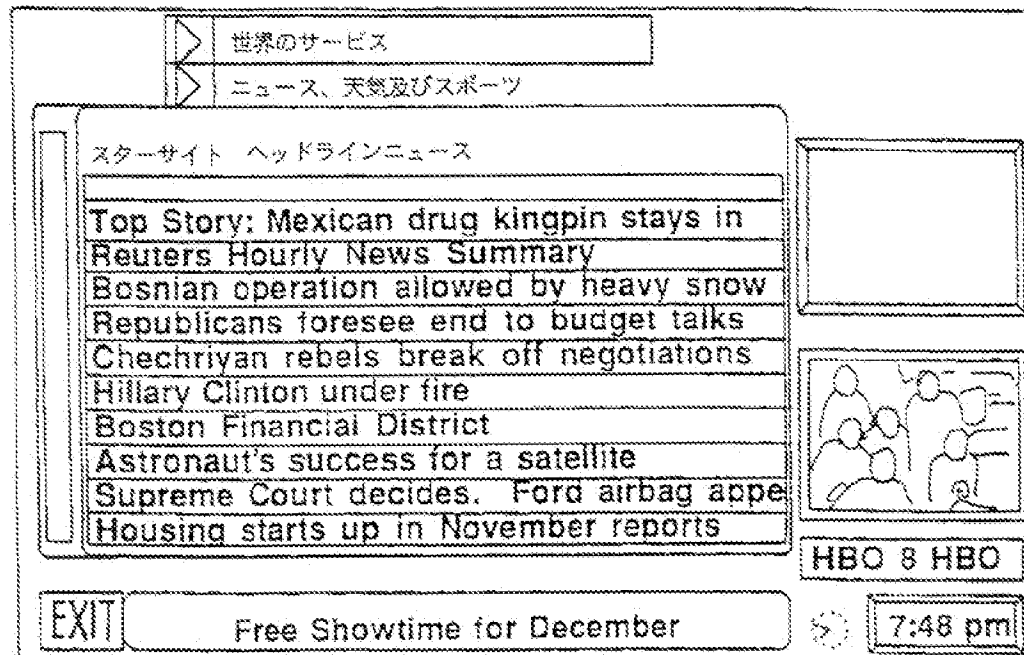 世界のサービス
ニュース、天気及びスポーツ
スターサイト ヘッドラインニュース
Top Story: Mexican drug kingpin stays in
Reuters Hourly News Summary
Bosnian operation allowed by heavy snow
Republicans foresee end to budget talks
Chechriyan rebels break off negotiations
Hillary Clinton under fire
Boston Financial District
Astronaut's success for a satellite
Supreme Court decides. Ford airbag appe
Housing starts up in November reports
HBO 8 HBO
EXIT
Free Showtime for December
7:48 pm